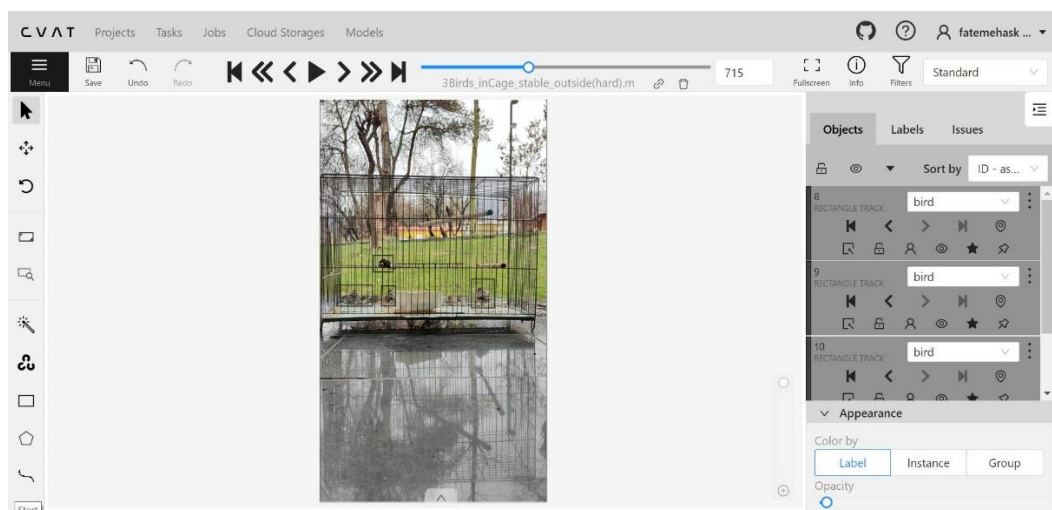 CVAT Projects Tasks Jobs Cloud Storages Models fatemehask ...
Menu Save Undo Redo 3Birds_inCage_stable_outside(hard).m 715 Fullscreen Info Filters Standard
Objects Labels Issues
Sort by ID - as...
8 bird
RECTANGLE TRACK
9 bird
RECTANGLE TRACK
10 bird
RECTANGLE TRACK
Appearance
Color by
Label Instance Group
Opacity
Start